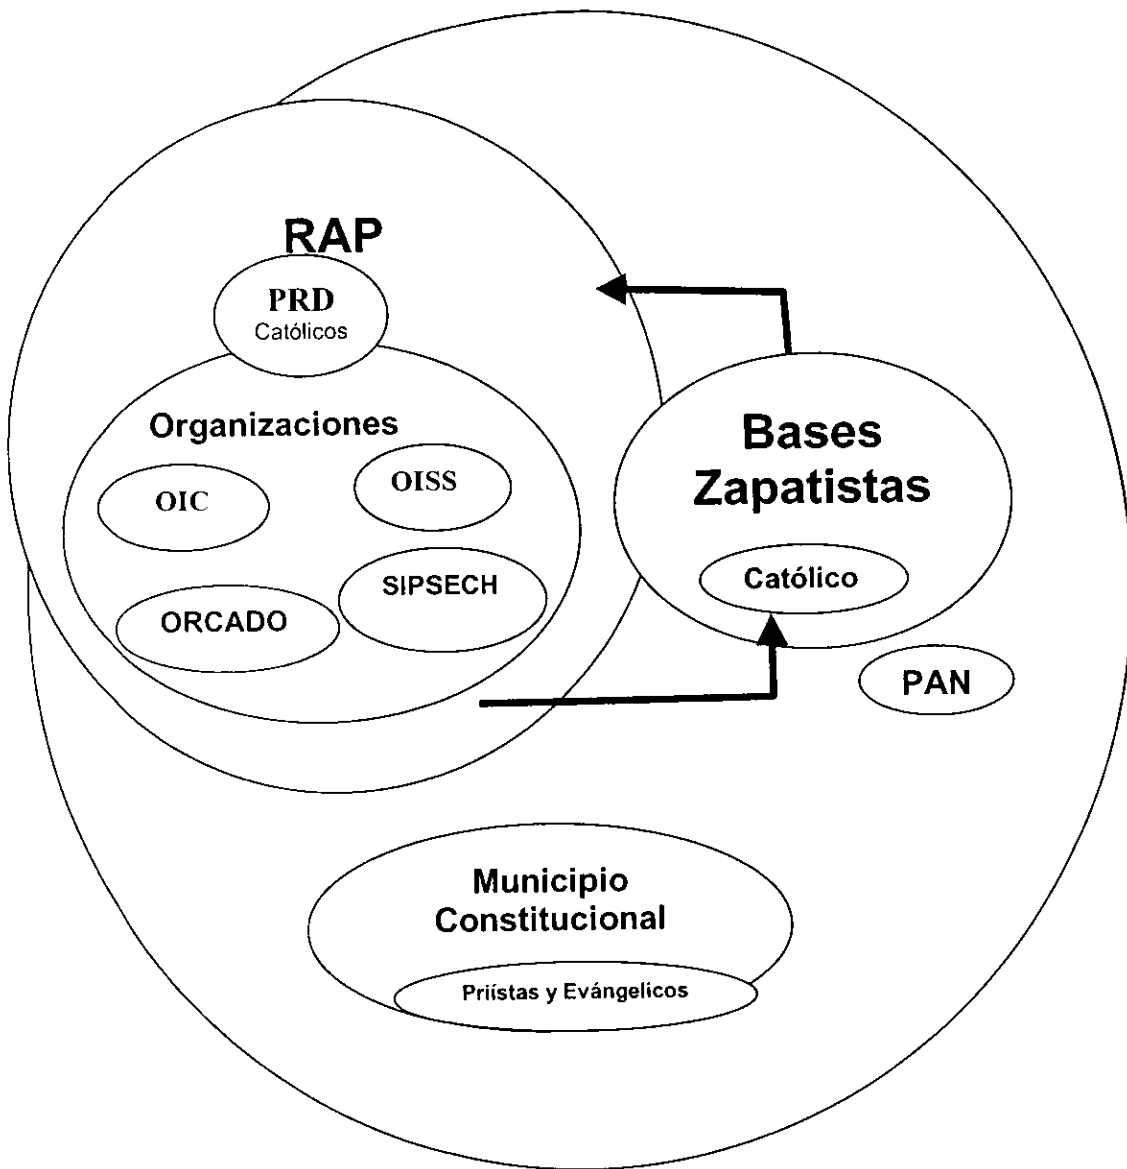 RAP
PRD
Católicos
Organizaciones
OIC
OISS
ORCADO
SIPSECH
Bases
Zapatistas
Católico
PAN
Municipio
Constitucional
Priístas y Evángelicos